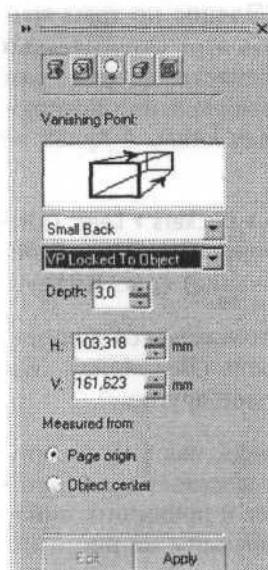 Vanishing Point:
Small Back
VP Locked To Object
Depth: 3,0
H: 103,318 mm
V: 161,623 mm
Measured from:
Page origin
Object center
Edit Apply